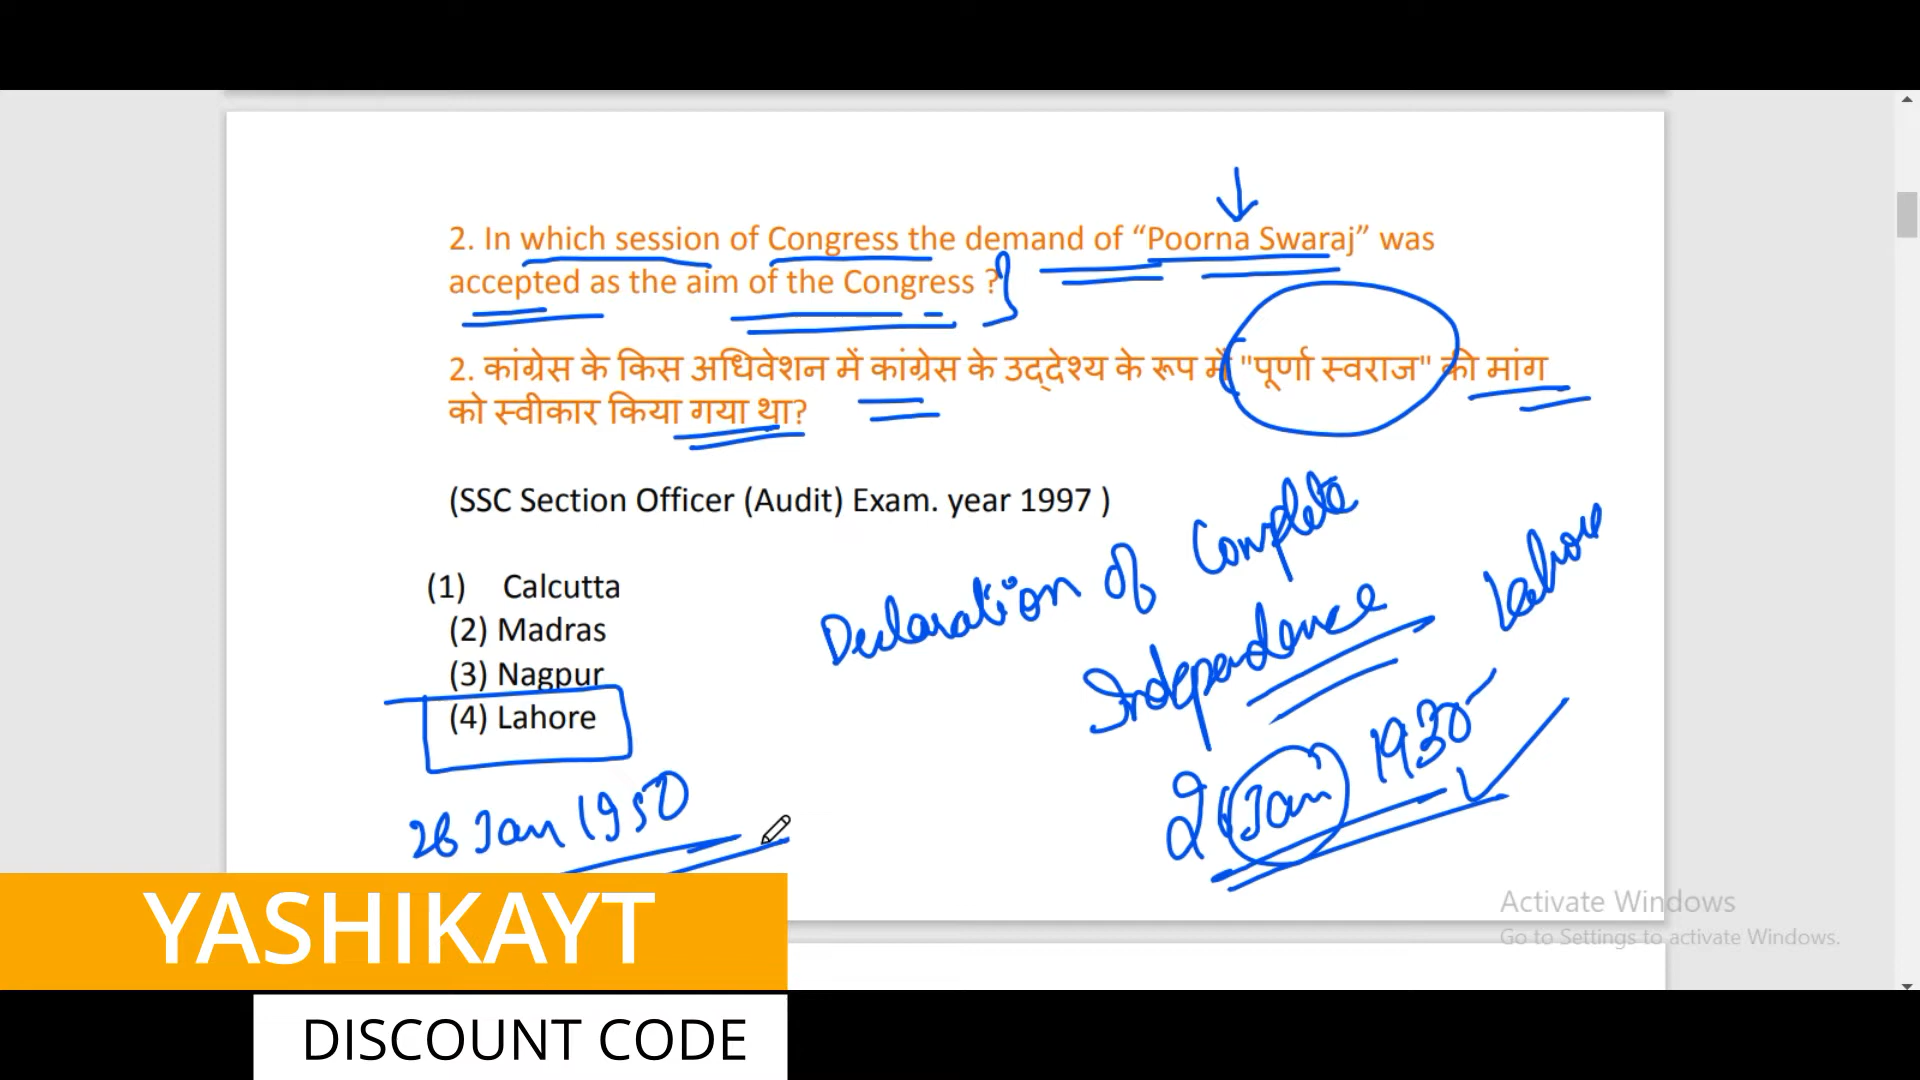 2. In which session of Congress the demand of “Poorna Swaraj” was
accepted as the aim of the Congress ?
2. कांग्रेस के किस अधिवेशन में कांग्रेस के उद्देश्य के रूप में "पूर्णा स्वराज" की मांग
को स्वीकार किया गया था?
(SSC Section Officer (Audit) Exam. year 1997 )
(1) Calcutta
(2) Madras
(3) Nagpur
(4) Lahore
Declaration of Complete
Independence
Lahore
26 Jan 1930
26 Jan 1950
Activate Windows
Go to Settings to activate Windows.
YASHIKAYT
DISCOUNT CODE